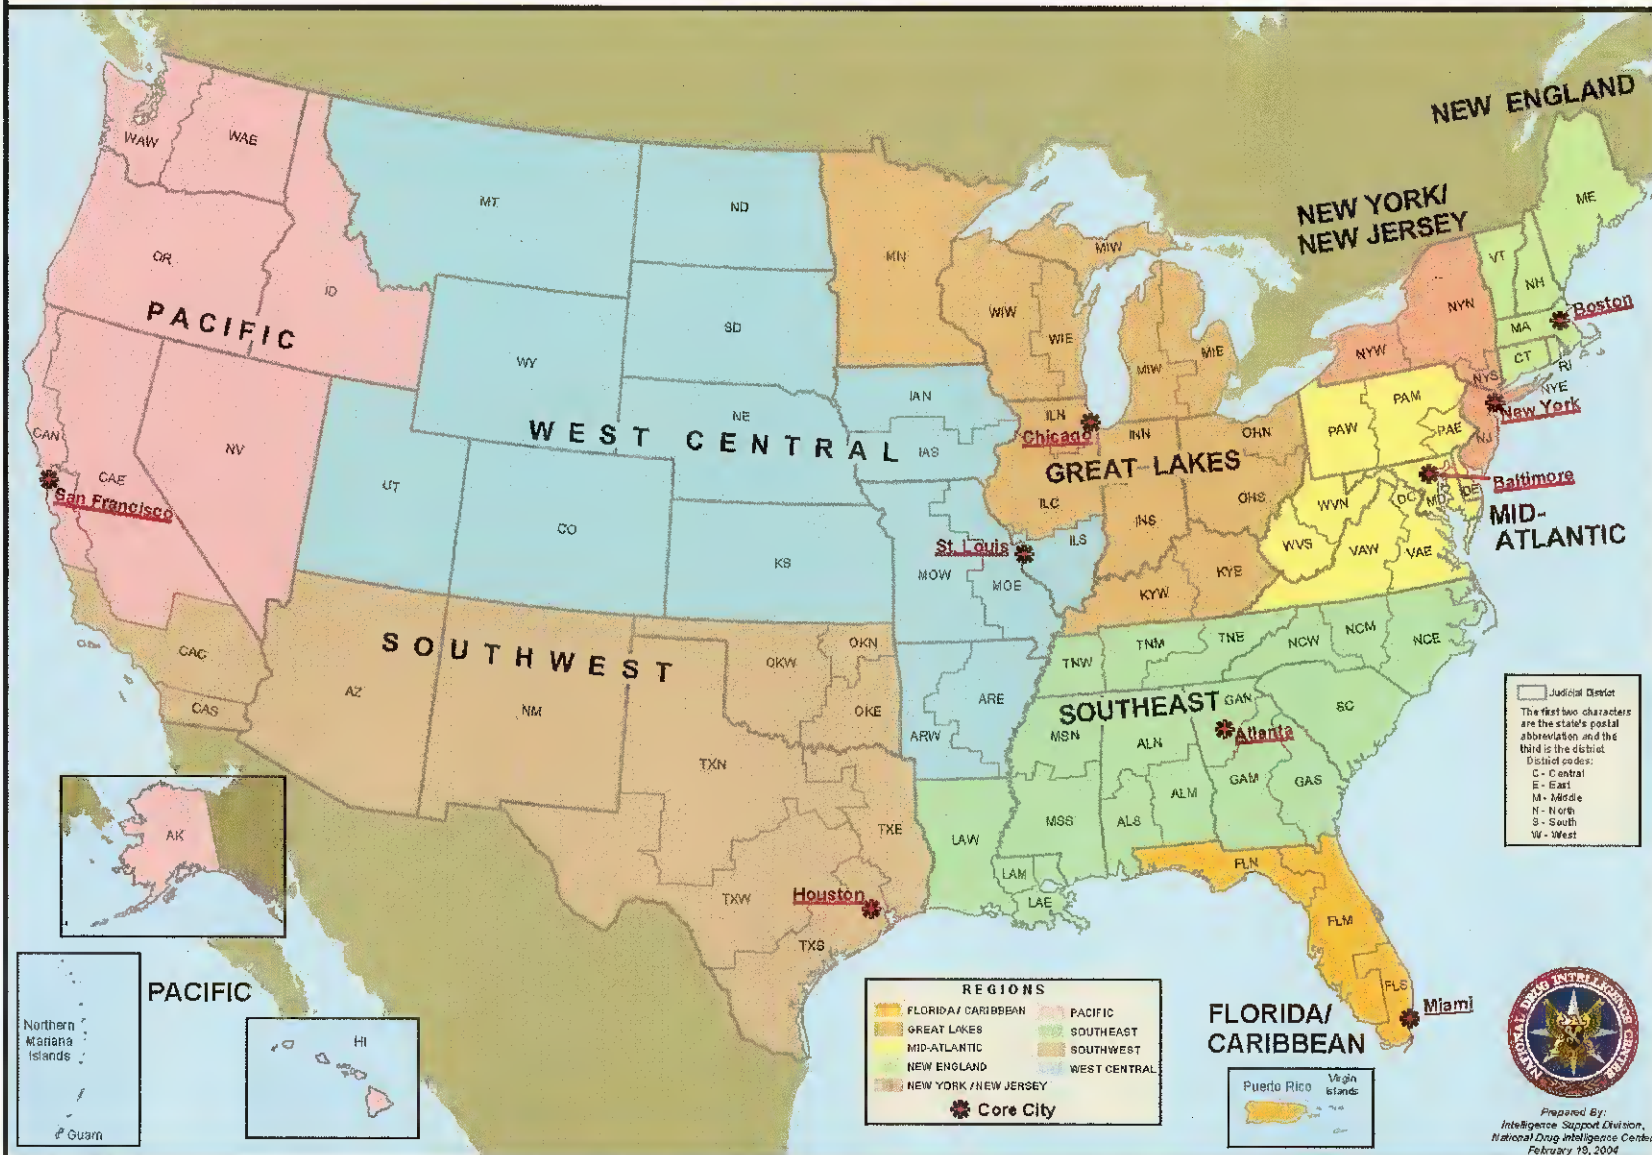 NEW ENGLAND
NEW YORK/
NEW JERSEY
WAW
WAE
MT
ND
MN
MIW
ME
OR
ID
WY
SD
WIW
WIE
MIW
MIE
VT
NH
NYN
Boston
MA
CT
RI
NYW
NYS
NYE
New York
PACIFIC
IAN
NE
IAS
ILN
Chicago
INN
OHN
PAM
PAW
PAE
NJ
WEST CENTRAL
GREAT LAKES
CAN
CAE
NV
San Francisco
UT
CO
KS
ILC
INS
OHS
WVN
DC
MD
DE
Baltimore
MID-
ATLANTIC
St. Louis
ILS
MOW
MOE
KYW
KYE
WVS
VAW
VAE
SOUTHWEST
CAC
CAS
AZ
NM
OKW
OKN
OKE
ARE
ARW
TNW
TNM
TNE
NCW
NCM
NCE
SOUTHEAST
GAN
SC
Atlanta
MSN
ALN
TXN
TXE
TXW
TXS
Houston
LAW
LAM
LAE
MSS
ALS
ALM
GAM
GAS
FLN
FLM
FLS
Miami
Judicial District
The first two characters
are the state's postal
abbreviation and the
third is the district
District codes:
C - Central
E - East
M - Middle
N - North
S - South
W - West
AK
PACIFIC
Northern
Mariana
Islands
Guam
HI
REGIONS
FLORIDA / CARIBBEAN
GREAT LAKES
MID-ATLANTIC
NEW ENGLAND
NEW YORK / NEW JERSEY
PACIFIC
SOUTHEAST
SOUTHWEST
WEST CENTRAL
Core City
FLORIDA/
CARIBBEAN
Puerto Rico
Virgin
Islands
NATIONAL DRUG INTELLIGENCE CENTER
Prepared By:
Intelligence Support Division,
National Drug Intelligence Center
February 19, 2004